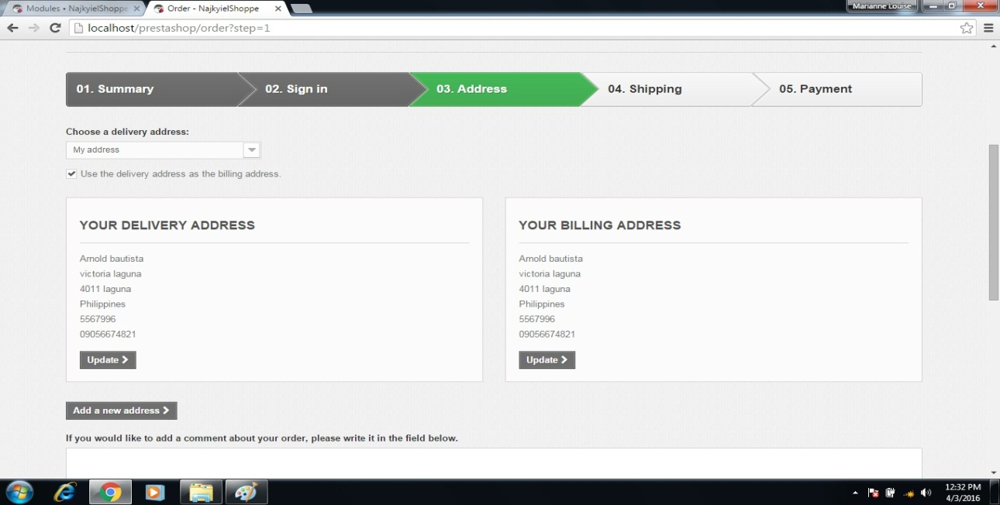 Modules • NajkyielShoppe
Order - NajkyielShoppe
Marianne Louise
localhost/prestashop/order?step=1
01. Summary
02. Sign in
03. Address
04. Shipping
05. Payment
Choose a delivery address:
My address
Use the delivery address as the billing address.
YOUR DELIVERY ADDRESS
Arnold bautista
victoria laguna
4011 laguna
Philippines
5567996
09056674821
Update
YOUR BILLING ADDRESS
Arnold bautista
victoria laguna
4011 laguna
Philippines
5567996
09056674821
Update
Add a new address
If you would like to add a comment about your order, please write it in the field below.
12:32 PM
4/3/2016